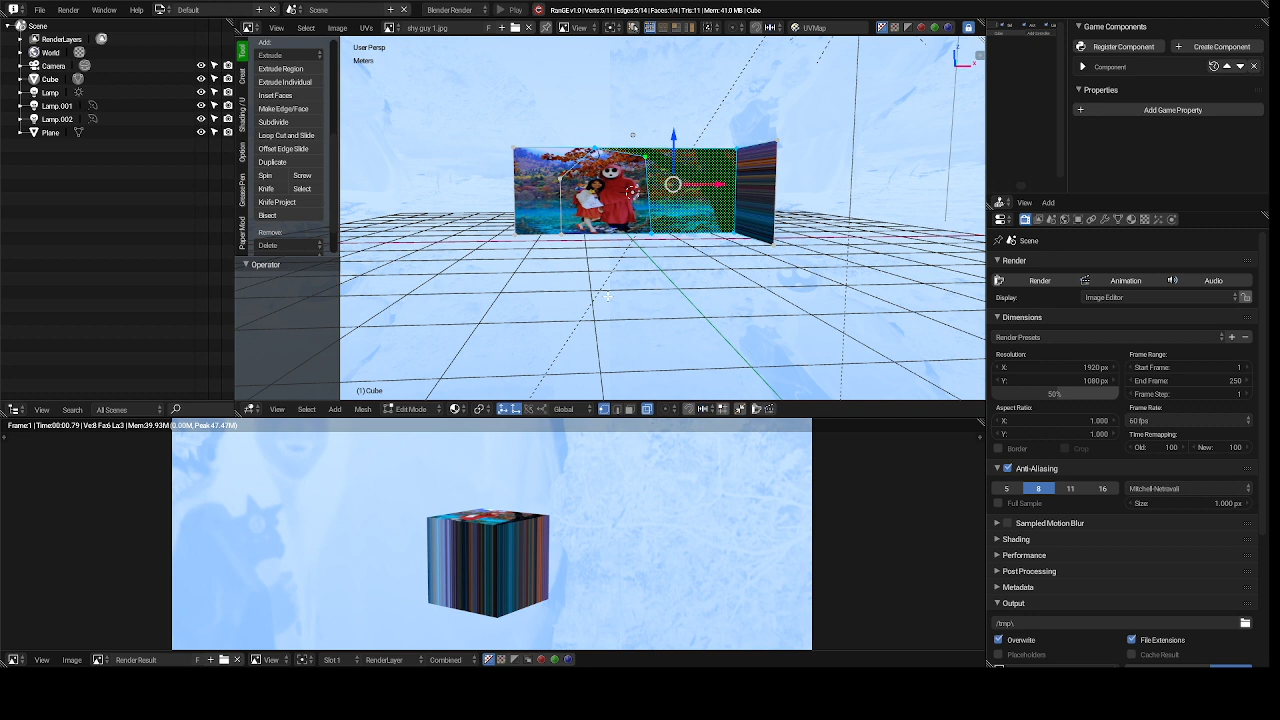 File Render Window Help Default Scene Blender Render Play RanGE v1.0 | Verts:5/11 | Edges:5/14 | Faces:1/4 | Tris:11 | Mem: 41.0 MB | Cube
Scene
RenderLayers
World
Camera
Cube
Lamp
Lamp.001
Lamp.002
Plane
View Search All Scenes
View Select Image UVs shy guy 1.jpg F View UVMap
Tool
Creat
Shading / U
Option
Grease Pen
Paper Mod
Add:
Extrude
Extrude Region
Extrude Individual
Inset Faces
Make Edge/Face
Subdivide
Loop Cut and Slide
Offset Edge Slide
Duplicate
Spin Screw
Knife Select
Knife Project
Bisect
Remove:
Delete
Operator
User Persp
Meters
(1) Cube
View Select Add Mesh Edit Mode Global
Frame:1 | Time:00:00.79 | Ve:8 Fa:6 La:3 | Mem:39.93M (0.00M, Peak 47.47M)
View Image Render Result F View Slot 1 RenderLayer Combined
Game Components
Register Component Create Component
Component
Properties
Add Game Property
View Add
Scene
Render
Render Animation Audio
Display: Image Editor
Dimensions
Render Presets
Resolution: Frame Range:
X: 1920 px Start Frame: 1
Y: 1080 px End Frame: 250
50% Frame Step: 1
Aspect Ratio: Frame Rate:
X: 1.000 60 fps
Y: 1.000 Time Remapping:
Border Crop Old: 100 New: 100
Anti-Aliasing
5 8 11 16 Mitchell-Netravali
Full Sample Size: 1.000 px
Sampled Motion Blur
Shading
Performance
Post Processing
Metadata
Output
/tmp\
Overwrite File Extensions
Placeholders Cache Result